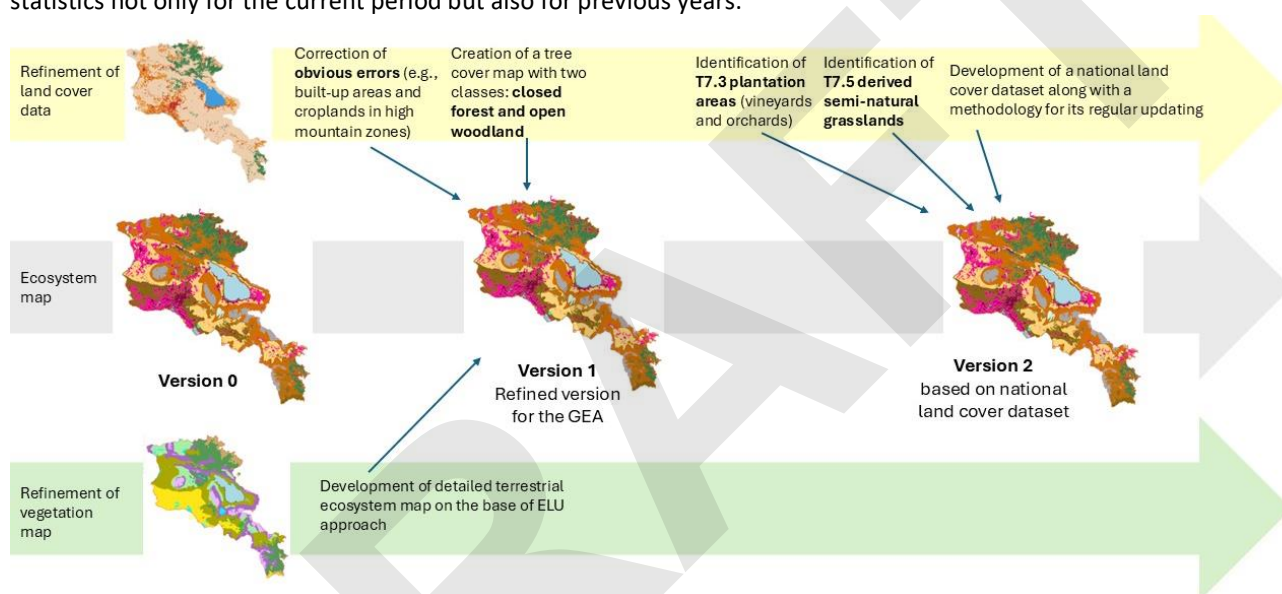 statistics not only for the current period but also for previous years.
Refinement of
land cover
data
Correction of
obvious errors (e.g.,
built-up areas and
croplands in high
mountain zones)
Creation of a tree
cover map with two
classes: closed
forest and open
woodland
Identification of
T7.3 plantation
areas (vineyards
and orchards)
Identification of
T7.5 derived
semi-natural
grasslands
Development of a national land
cover dataset along with a
methodology for its regular updating
Ecosystem
map
Version 0
Version 1
Refined version
for the GEA
Version 2
based on national
land cover dataset
Refinement of
vegetation
map
Development of detailed terrestrial
ecosystem map on the base of ELU
approach
DRAFT